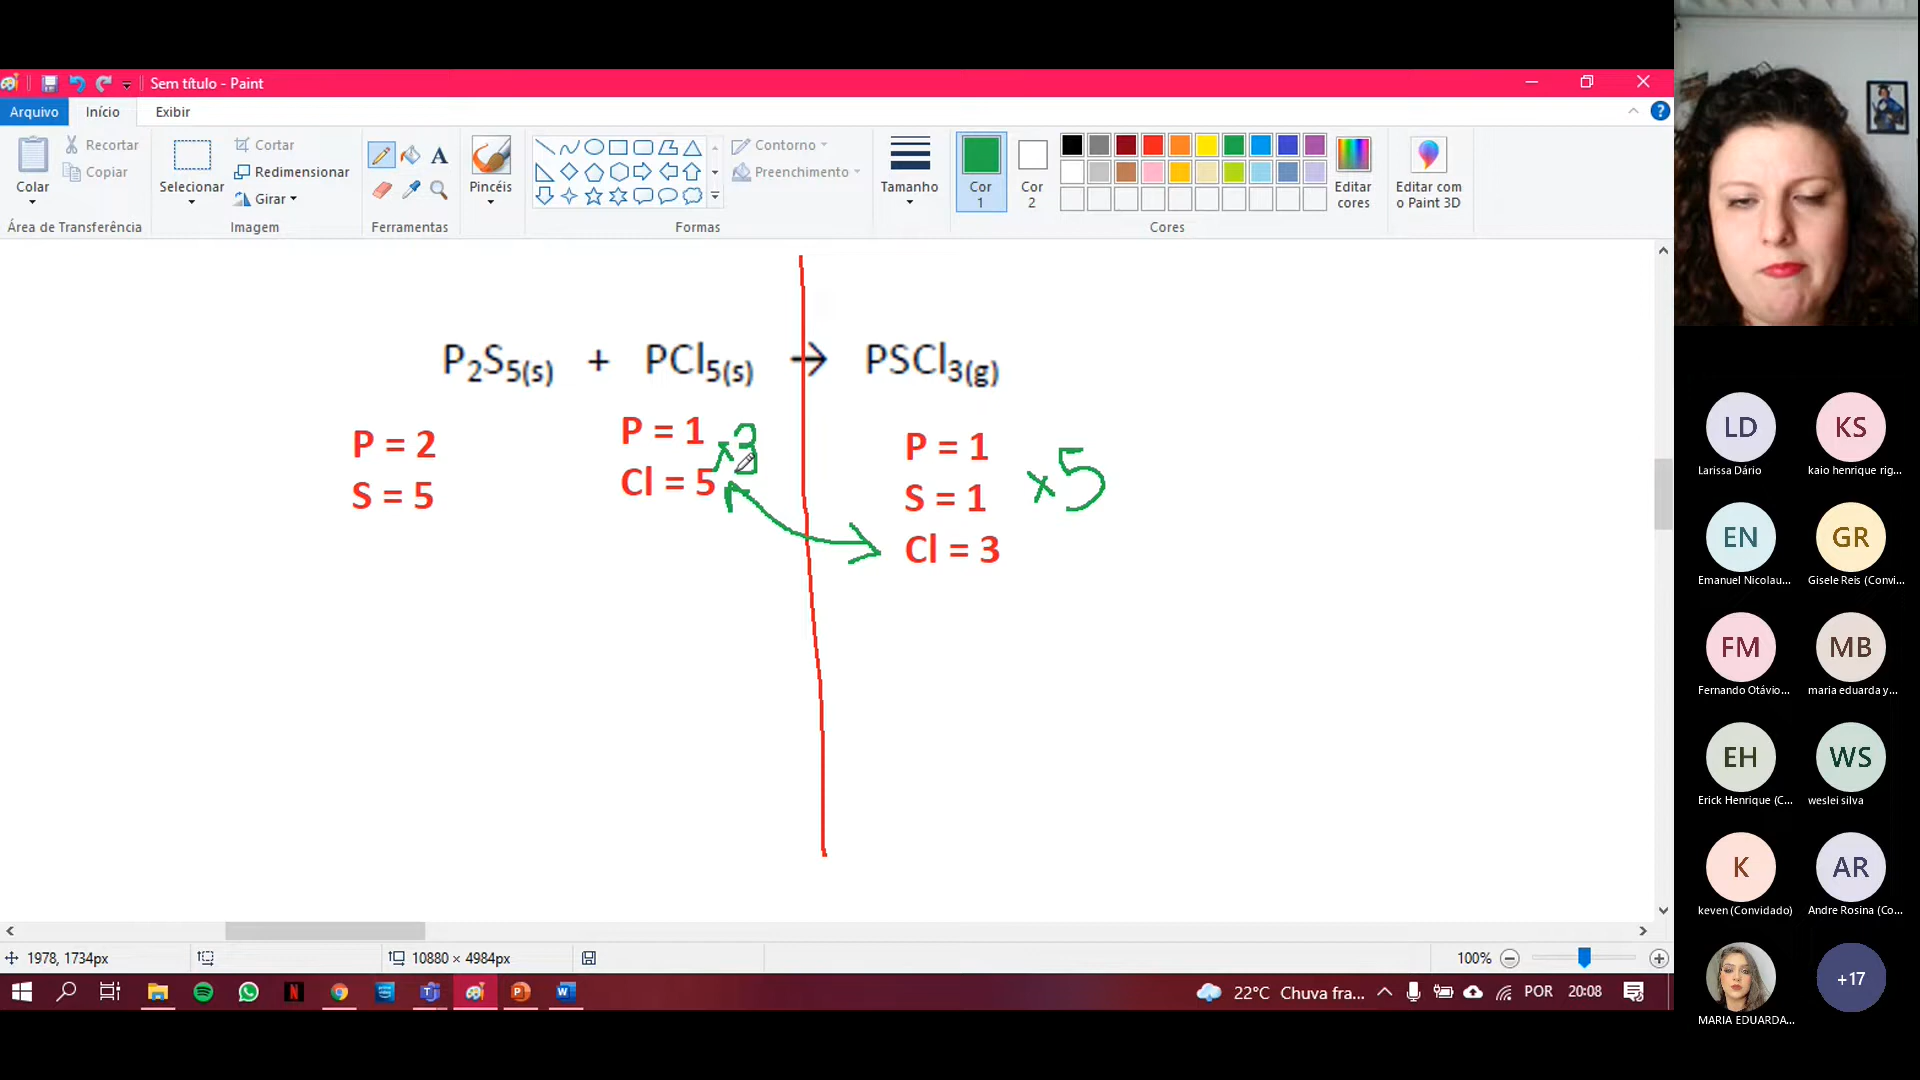 Sem título - Paint
Arquivo Início Exibir
Colar
Recortar
Copiar
Área de Transferência
Selecionar
Cortar
Redimensionar
Girar
Imagem
A
Ferramentas
Pincéis
Contorno
Preenchimento
Formas
Tamanho
Cor 1
Cor 2
Editar cores
Editar com o Paint 3D
Cores
P₂S₅(s) + PCl₅(s) → PSCl₃(g)
P = 2
S = 5
P = 1
Cl = 5
x3
P = 1
S = 1
Cl = 3
x5
1978, 1734px
10880 × 4984px
100%
22°C Chuva fra... POR 20:08
LD KS
Larissa Dário kaio henrique rig...
EN GR
Emanuel Nicolau... Gisele Reis (Convi...
FM MB
Fernando Otávio... maria eduarda y...
EH WS
Erick Henrique (C... weslei silva
K AR
keven (Convidado) Andre Rosina (Co...
+17
MARIA EDUARDA...